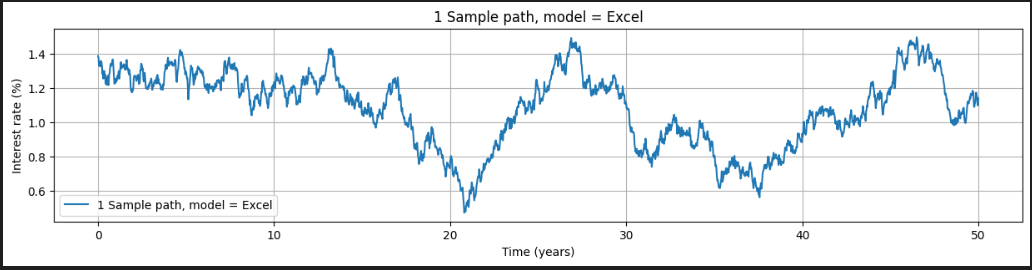 1 Sample path, model = Excel
Interest rate (%)
1.4
1.2
1.0
0.8
0.6
1 Sample path, model = Excel
0 10 20 30 40 50
Time (years)